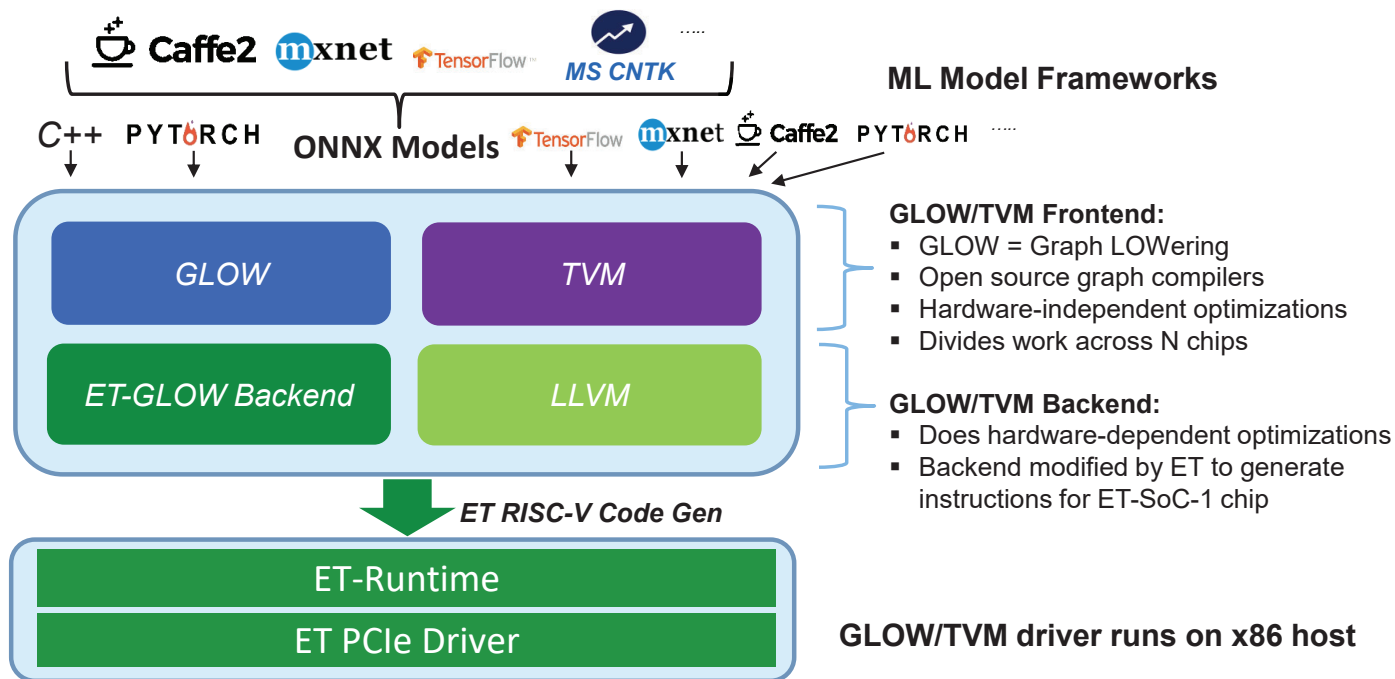 Caffe2 mxnet TensorFlow™ MS CNTK .....
ML Model Frameworks
C++ PYTORCH ONNX Models TensorFlow mxnet Caffe2 PYTORCH .....
GLOW
TVM
ET-GLOW Backend
LLVM
GLOW/TVM Frontend:
▪ GLOW = Graph LOWering
▪ Open source graph compilers
▪ Hardware-independent optimizations
▪ Divides work across N chips
GLOW/TVM Backend:
▪ Does hardware-dependent optimizations
▪ Backend modified by ET to generate
instructions for ET-SoC-1 chip
ET RISC-V Code Gen
ET-Runtime
ET PCIe Driver
GLOW/TVM driver runs on x86 host